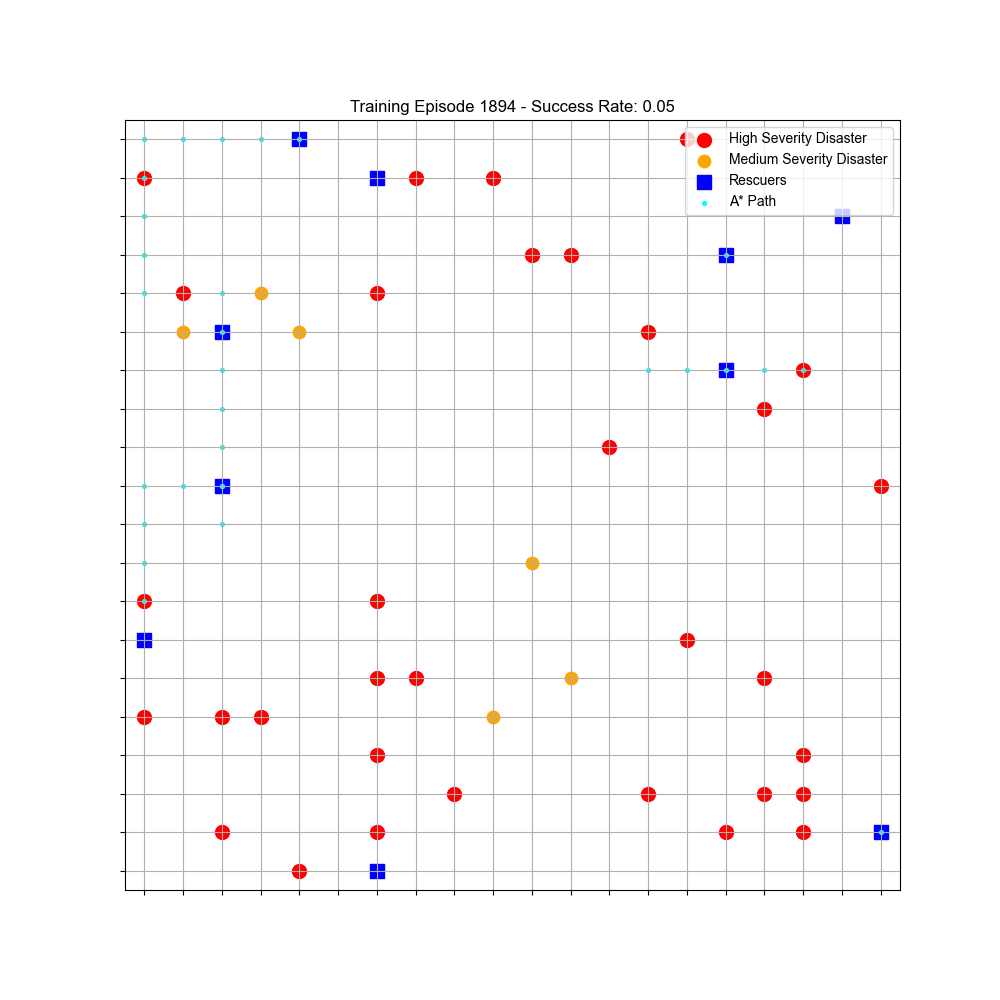 Training Episode 1894 - Success Rate: 0.05
High Severity Disaster
Medium Severity Disaster
Rescuers
A* Path